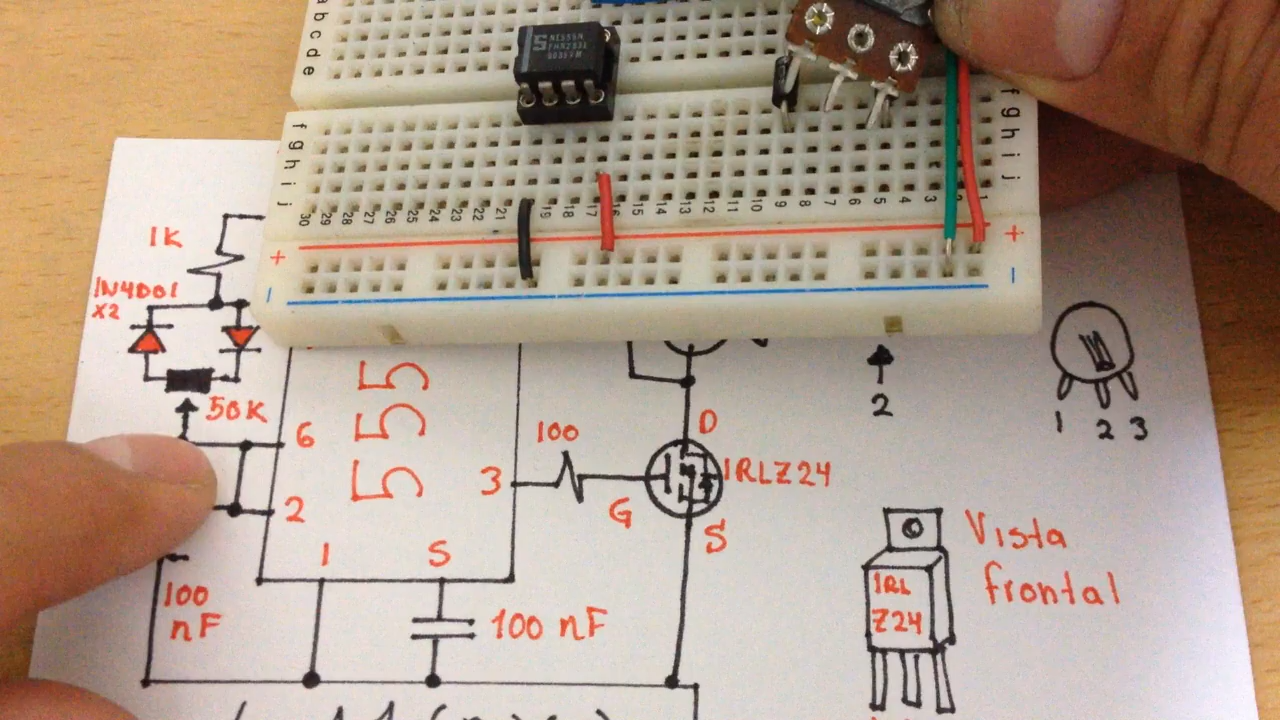 a
b
c
d
e
NE555N
f
g
h
i
j
f
g
h
i
j
30 29 28 27 26 25 24 23 22 21 19 18 17 16 15 14 13 12 11 10 9 8 7 6 5 4 3 2 1
+ +
- -
1K
1N4001
X2
50K
6
2
555
3
100
D
G
S
IRLZ24
1 S
100
nF
100 nF
2
1 2 3
Vista
frontal
IRL
Z24